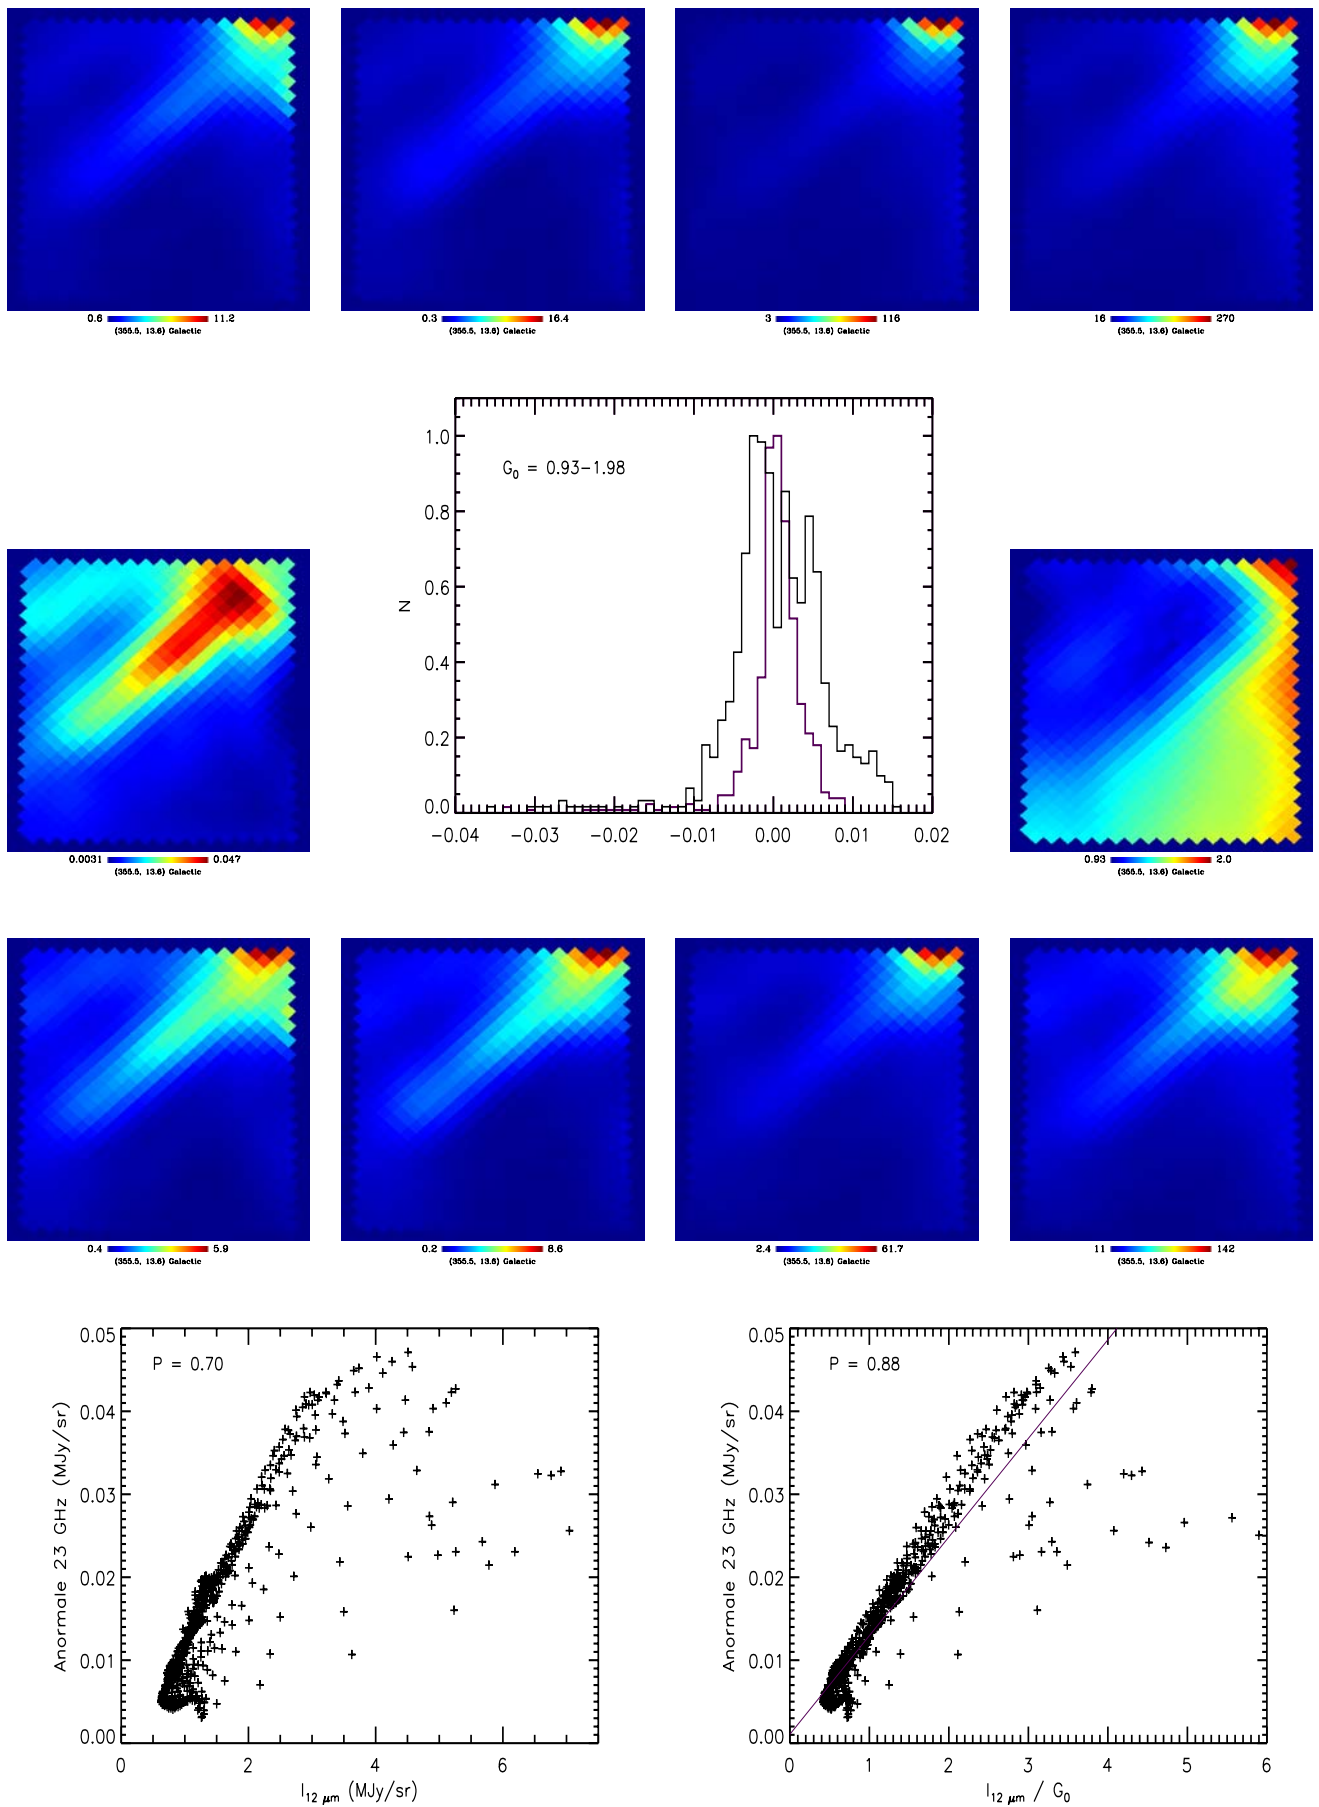 0.6 11.2 0.3 16.4 3 116 16 270
(355.5, 13.6) Galactic (355.5, 13.6) Galactic (355.5, 13.6) Galactic (355.5, 13.6) Galactic
1.0
G0 = 0.93−1.98
0.8
0.6
N
0.4
0.2
0.0
−0.04 −0.03 −0.02 −0.01 0.00 0.01 0.02
0.0031 0.047 0.93 2.0
(355.5, 13.6) Galactic (355.5, 13.6) Galactic
0.4 5.9 0.2 8.6 2.4 61.7 11 142
(355.5, 13.6) Galactic (355.5, 13.6) Galactic (355.5, 13.6) Galactic (355.5, 13.6) Galactic
0.05
P = 0.70
0.04
0.03
0.02
0.01
0.00
Anormale 23 GHz (MJy/sr)
0 2 4 6
I12 μm (MJy/sr)
0.05
P = 0.88
0.04
0.03
0.02
0.01
0.00
Anormale 23 GHz (MJy/sr)
0 1 2 3 4 5 6
I12 μm / G0